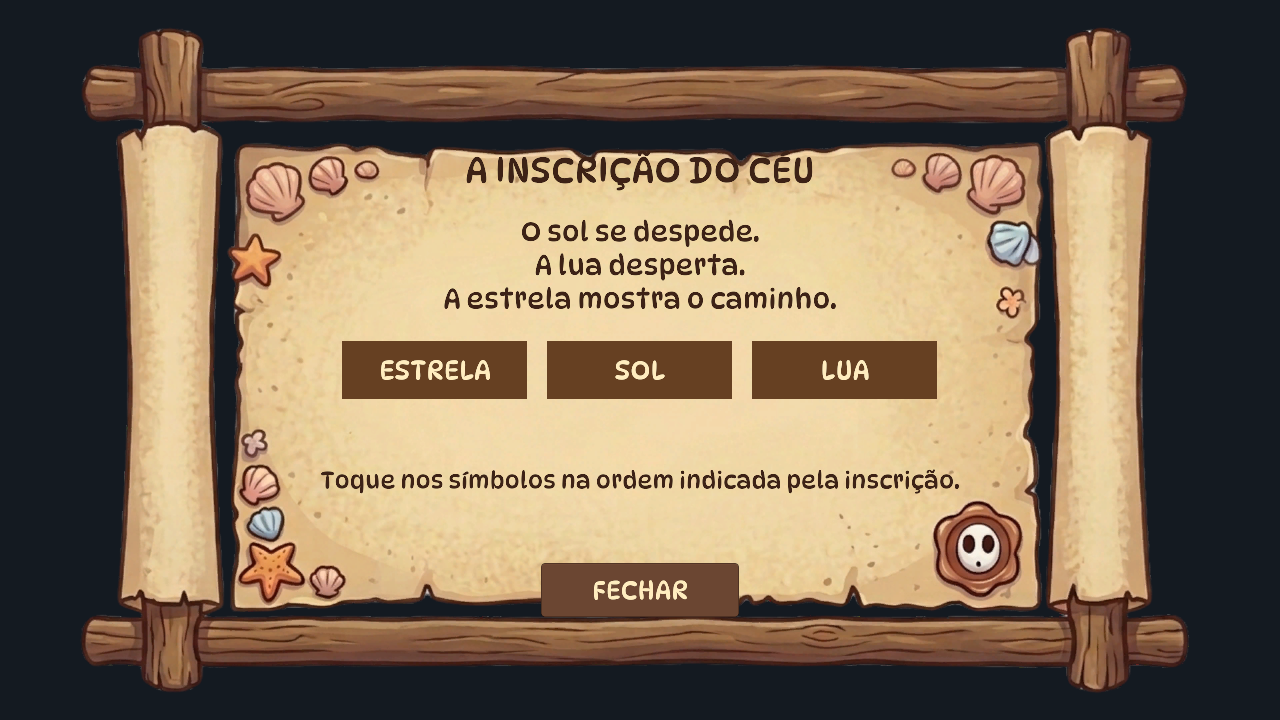 A INSCRIÇÃO DO CÉU
O sol se despede.
A lua desperta.
A estrela mostra o caminho.
ESTRELA SOL LUA
Toque nos símbolos na ordem indicada pela inscrição.
FECHAR